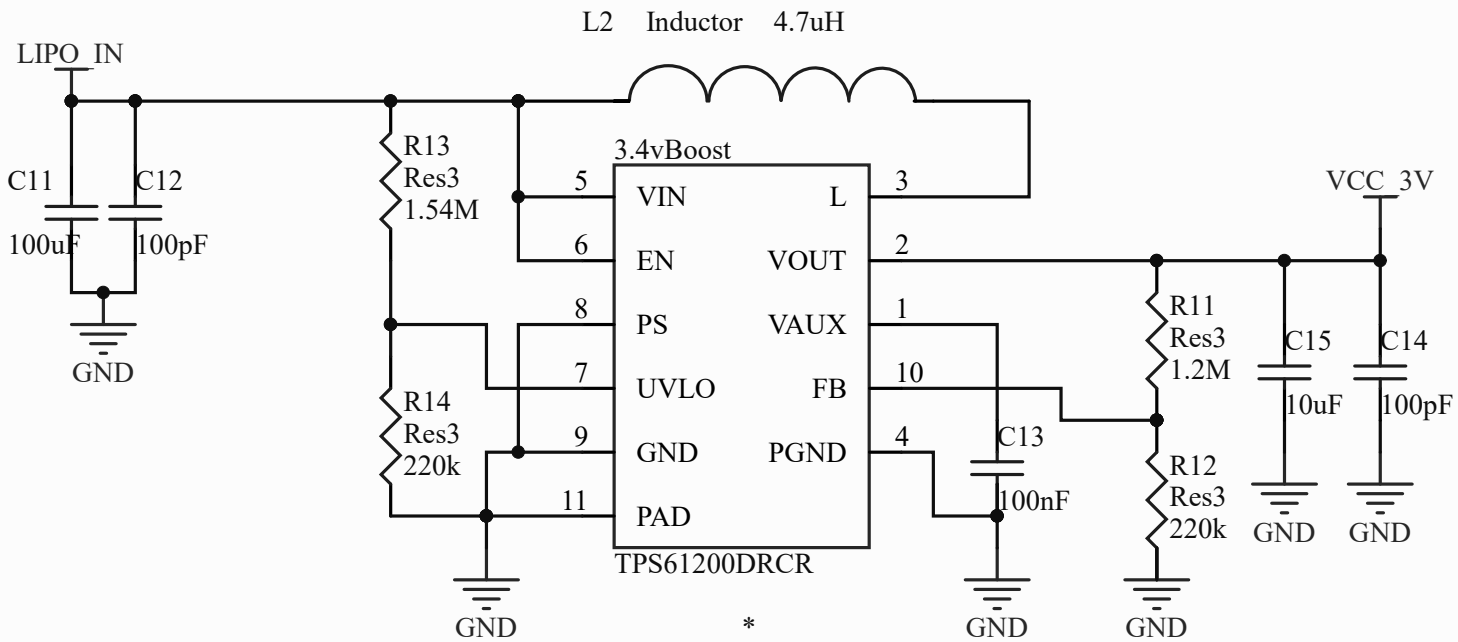 L2 Inductor 4.7uH
LIPO_IN
3.4vBoost
R13
Res3
1.54M
C11
100uF
C12
100pF
GND
5 VIN
6 EN
8 PS
7 UVLO
9 GND
11 PAD
L 3
VOUT 2
VAUX 1
FB 10
PGND 4
TPS61200DRCR
R14
Res3
220k
GND
C13
100nF
GND
VCC_3V
R11
Res3
1.2M
R12
Res3
220k
GND
C15
10uF
GND
C14
100pF
GND
*